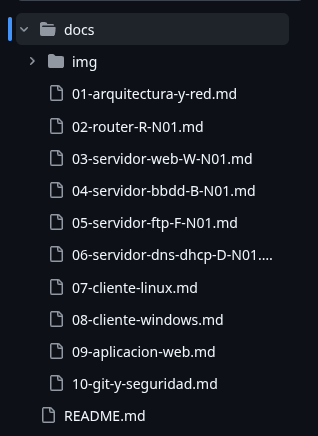 docs
img
01-arquitectura-y-red.md
02-router-R-N01.md
03-servidor-web-W-N01.md
04-servidor-bbdd-B-N01.md
05-servidor-ftp-F-N01.md
06-servidor-dns-dhcp-D-N01....
07-cliente-linux.md
08-cliente-windows.md
09-aplicacion-web.md
10-git-y-seguridad.md
README.md